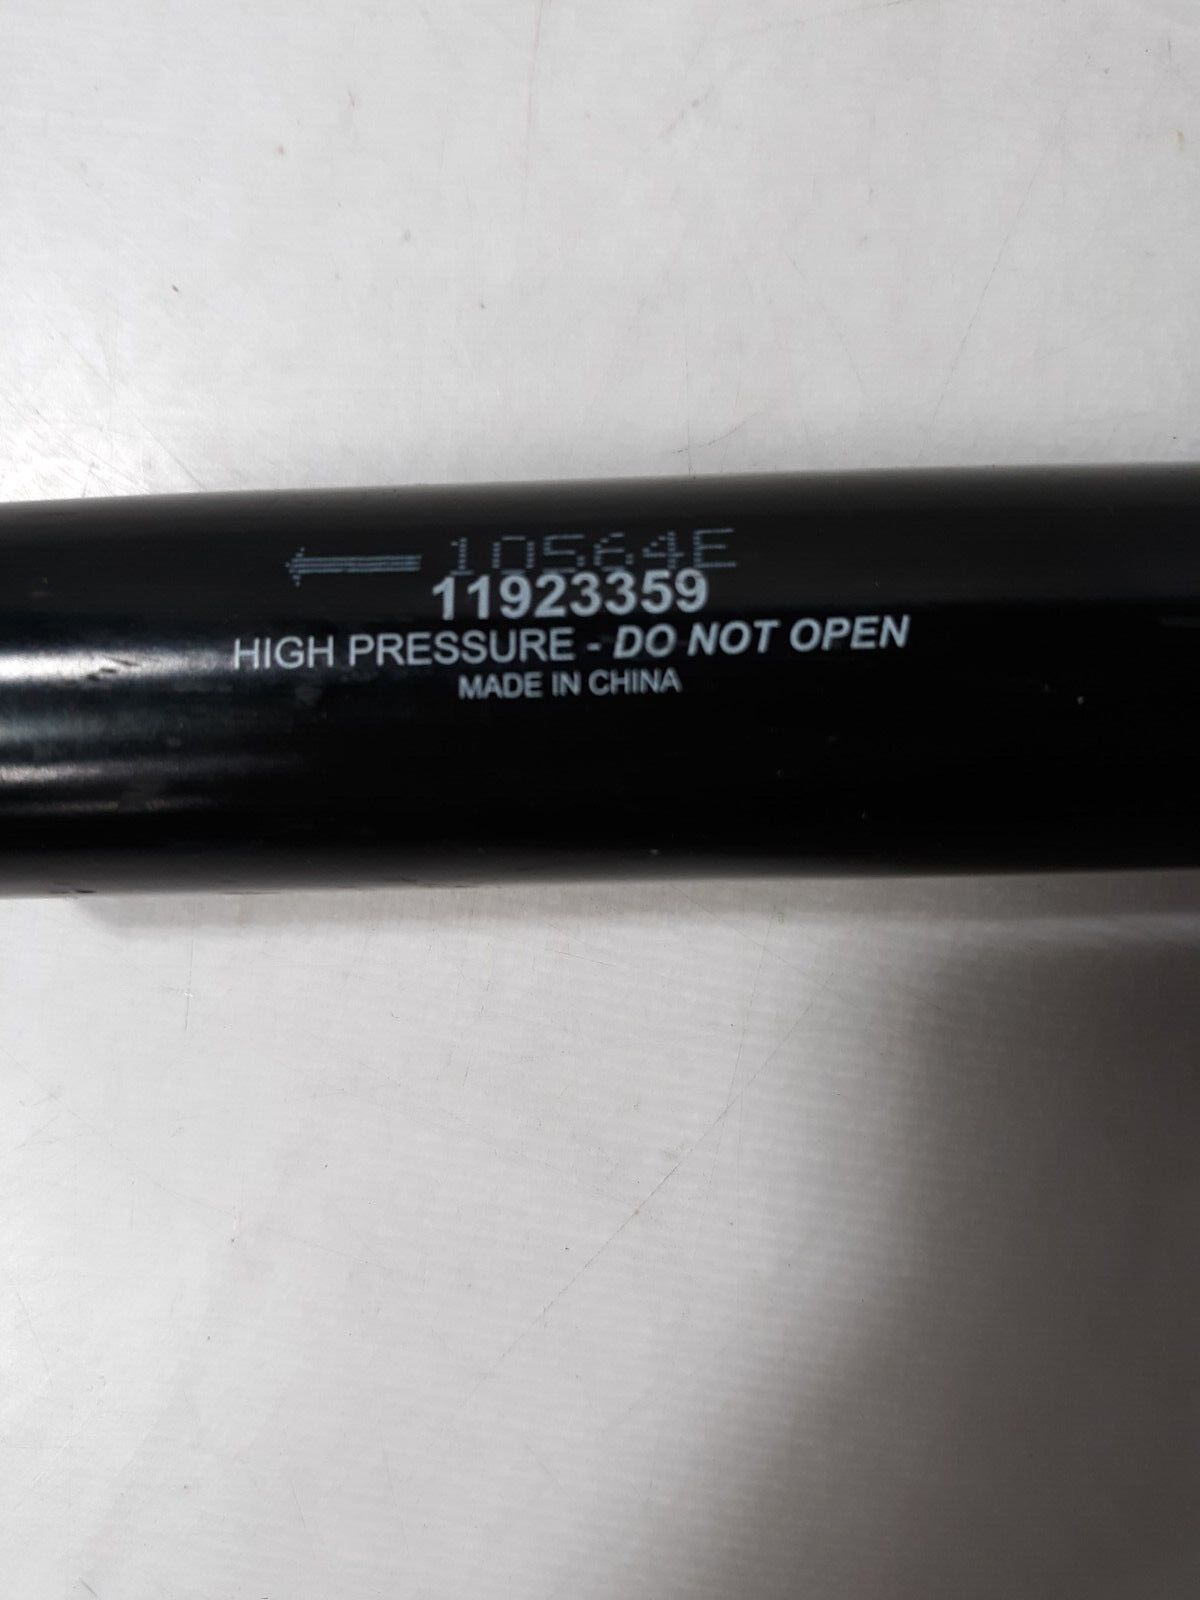 10564E
11923359
HIGH PRESSURE - DO NOT OPEN
MADE IN CHINA